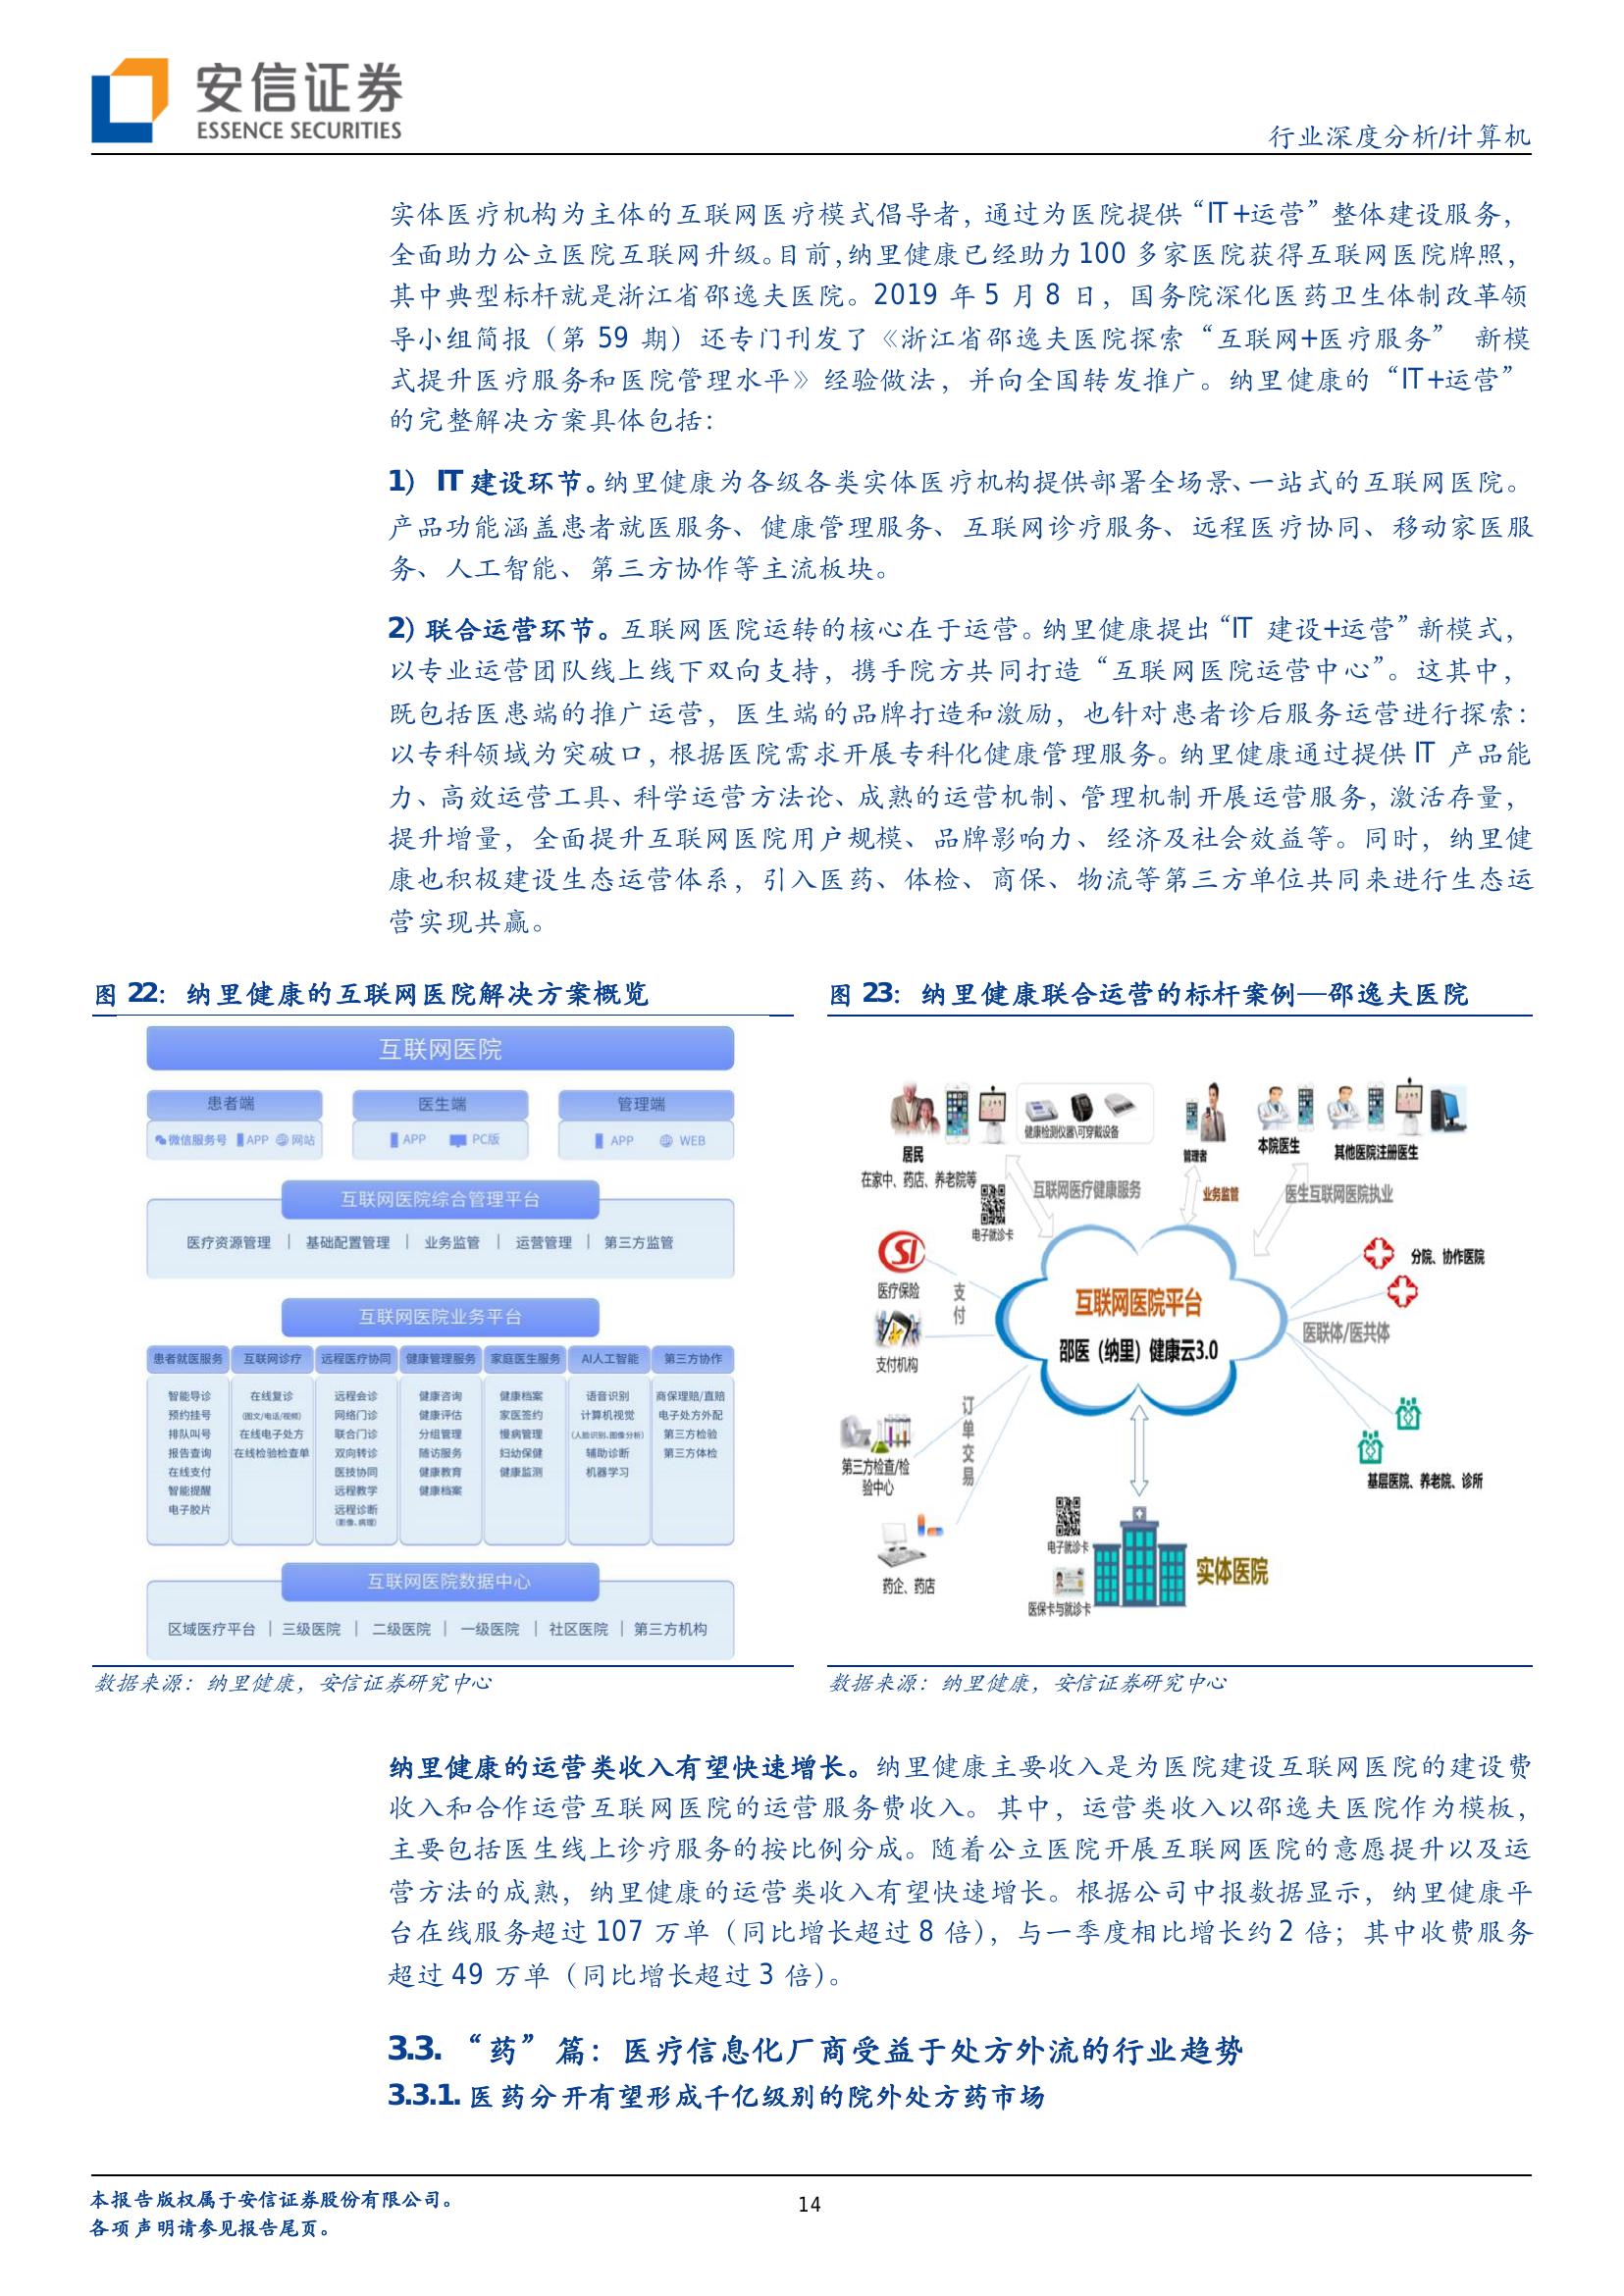 安信证券
ESSENCE SECURITIES
行业深度分析/计算机
实体医疗机构为主体的互联网医疗模式倡导者，通过为医院提供“IT+运营”整体建设服务，
全面助力公立医院互联网升级。目前，纳里健康已经助力 100 多家医院获得互联网医院牌照，
其中典型标杆就是浙江省邵逸夫医院。2019 年 5 月 8 日，国务院深化医药卫生体制改革领
导小组简报（第 59 期）还专门刊发了《浙江省邵逸夫医院探索“互联网+医疗服务” 新模
式提升医疗服务和医院管理水平》经验做法，并向全国转发推广。纳里健康的“IT+运营”
的完整解决方案具体包括：
1） IT 建设环节。纳里健康为各级各类实体医疗机构提供部署全场景、一站式的互联网医院。
产品功能涵盖患者就医服务、健康管理服务、互联网诊疗服务、远程医疗协同、移动家医服
务、人工智能、第三方协作等主流板块。
2）联合运营环节。互联网医院运转的核心在于运营。纳里健康提出“IT 建设+运营”新模式，
以专业运营团队线上线下双向支持，携手院方共同打造“互联网医院运营中心”。这其中，
既包括医患端的推广运营，医生端的品牌打造和激励，也针对患者诊后服务运营进行探索：
以专科领域为突破口，根据医院需求开展专科化健康管理服务。纳里健康通过提供 IT 产品能
力、高效运营工具、科学运营方法论、成熟的运营机制、管理机制开展运营服务，激活存量，
提升增量，全面提升互联网医院用户规模、品牌影响力、经济及社会效益等。同时，纳里健
康也积极建设生态运营体系，引入医药、体检、商保、物流等第三方单位共同来进行生态运
营实现共赢。
图 22：纳里健康的互联网医院解决方案概览
互联网医院
患者端 医生端 管理端
微信服务号 APP 网站 APP PC版 APP WEB
互联网医院综合管理平台
医疗资源管理 | 基础配置管理 | 业务监管 | 运营管理 | 第三方监管
互联网医院业务平台
患者就医服务 互联网诊疗 远程医疗协同 健康管理服务 家庭医生服务 AI人工智能 第三方协作
智能导诊 在线复诊 远程会诊 健康咨询 健康档案 语音识别 商保理赔/直赔
预约挂号 (图文/电话/视频) 网络门诊 健康评估 家医签约 计算机视觉 电子处方外配
排队叫号 在线电子处方 联合门诊 分组管理 慢病管理 (人脸识别、图像分析) 第三方检验
报告查询 在线检验检查单 双向转诊 随访服务 妇幼保健 辅助诊断 第三方体检
在线支付 医技协同 健康教育 健康监测 机器学习
智能提醒 远程教学 健康档案
电子胶片 远程诊断
(影像、病理)
互联网医院数据中心
区域医疗平台 | 三级医院 | 二级医院 | 一级医院 | 社区医院 | 第三方机构
数据来源：纳里健康，安信证券研究中心
图 23：纳里健康联合运营的标杆案例—邵逸夫医院
健康检测仪器\可穿戴设备
居民
在家中、药店、养老院等
管理者
本院医生
其他医院注册医生
电子就诊卡
互联网医疗健康服务
业务监管
医生互联网医院执业
医疗保险
支付
支付机构
互联网医院平台
邵医（纳里）健康云3.0
分院、协作医院
医联体/医共体
订单交易
第三方检查/检
验中心
药企、药店
基层医院、养老院、诊所
电子就诊卡
医保卡与就诊卡
实体医院
数据来源：纳里健康，安信证券研究中心
纳里健康的运营类收入有望快速增长。纳里健康主要收入是为医院建设互联网医院的建设费
收入和合作运营互联网医院的运营服务费收入。其中，运营类收入以邵逸夫医院作为模板，
主要包括医生线上诊疗服务的按比例分成。随着公立医院开展互联网医院的意愿提升以及运
营方法的成熟，纳里健康的运营类收入有望快速增长。根据公司中报数据显示，纳里健康平
台在线服务超过 107 万单（同比增长超过 8 倍），与一季度相比增长约 2 倍；其中收费服务
超过 49 万单（同比增长超过 3 倍）。
3.3. “药”篇：医疗信息化厂商受益于处方外流的行业趋势
3.3.1. 医药分开有望形成千亿级别的院外处方药市场
本报告版权属于安信证券股份有限公司。
各项声明请参见报告尾页。
14